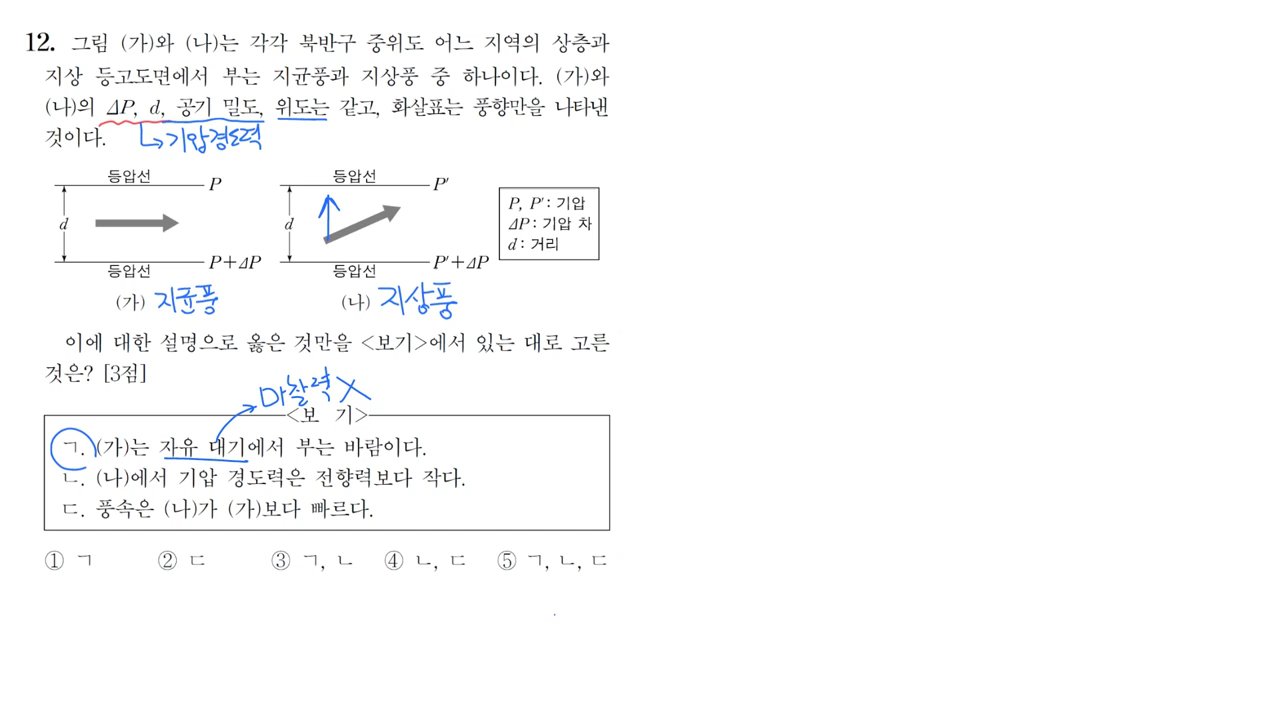 12. 그림 (가)와 (나)는 각각 북반구 중위도 어느 지역의 상층과
지상 등고도면에서 부는 지균풍과 지상풍 중 하나이다. (가)와
(나)의 ΔP, d, 공기 밀도, 위도는 같고, 화살표는 풍향만을 나타낸
것이다.
기압경도력
등압선 P
d
등압선 P+ΔP
(가) 지균풍
등압선 P′
d
등압선 P′+ΔP
(나) 지상풍
P, P′: 기압
ΔP: 기압 차
d: 거리
이에 대한 설명으로 옳은 것만을 <보기>에서 있는 대로 고른
것은? [3점]
마찰력 X
<보 기>
ㄱ. (가)는 자유 대기에서 부는 바람이다.
ㄴ. (나)에서 기압 경도력은 전향력보다 작다.
ㄷ. 풍속은 (나)가 (가)보다 빠르다.
① ㄱ ② ㄷ ③ ㄱ, ㄴ ④ ㄴ, ㄷ ⑤ ㄱ, ㄴ, ㄷ